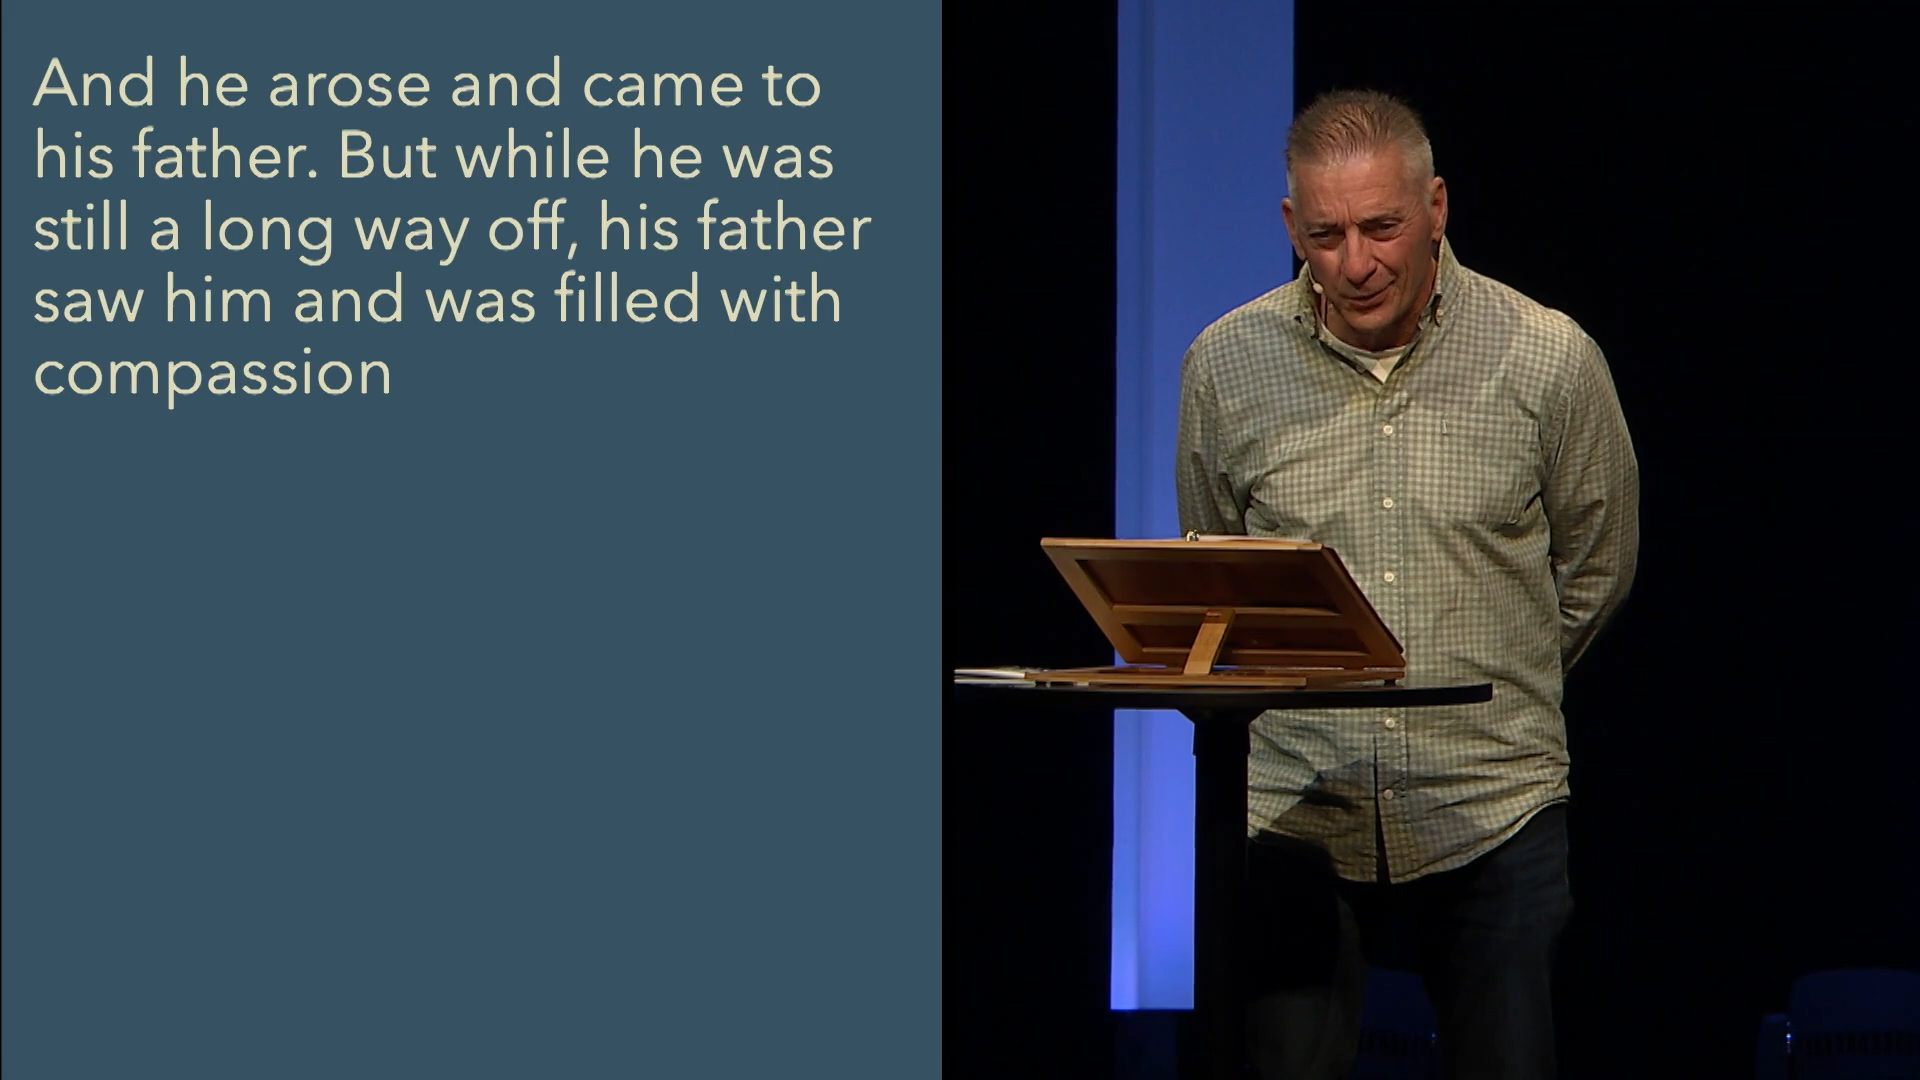 And he arose and came to
his father. But while he was
still a long way off, his father
saw him and was filled with
compassion